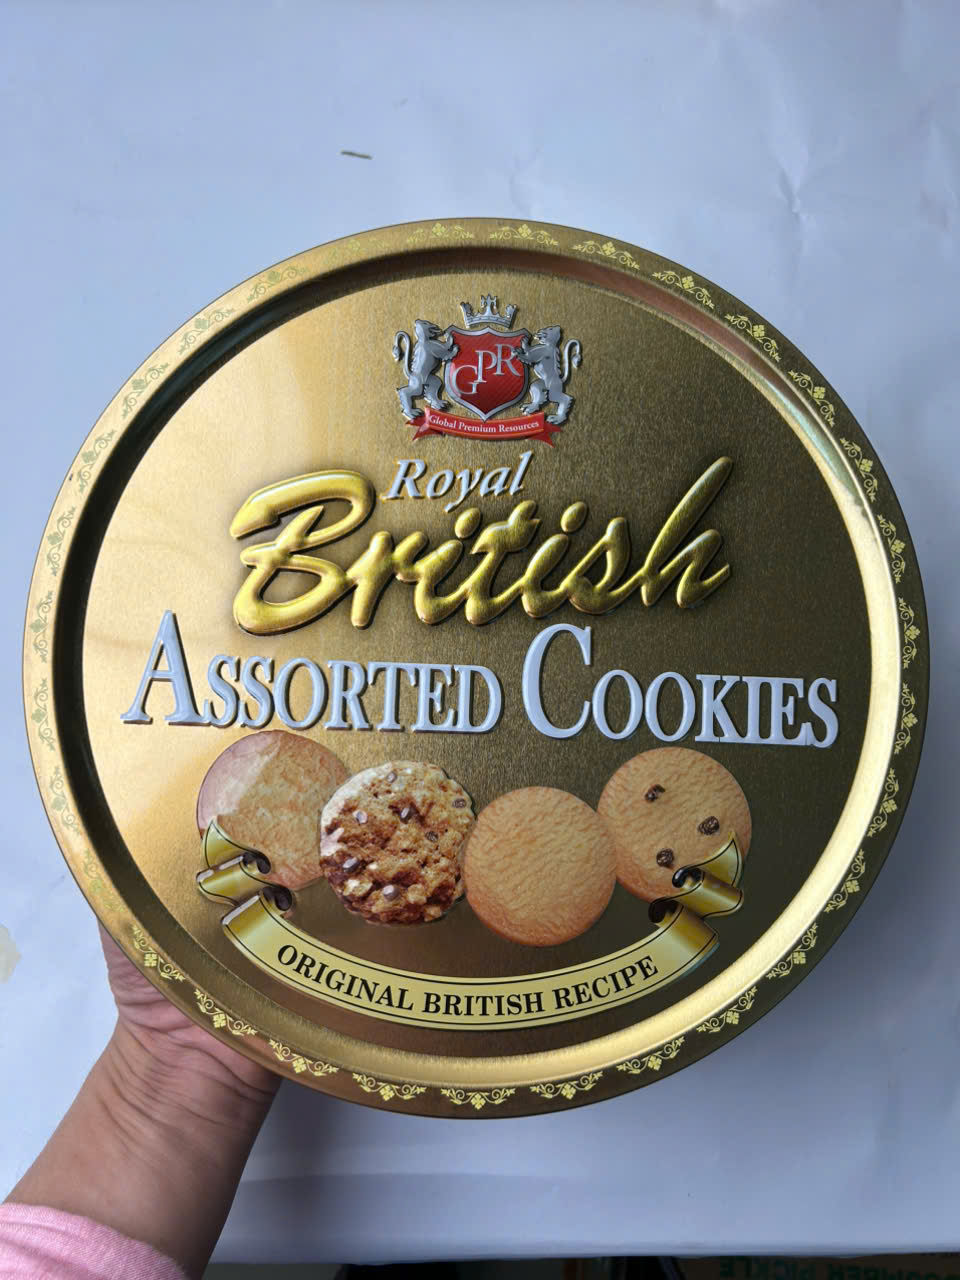 GPR
Global Premium Resources
Royal
British
ASSORTED COOKIES
ORIGINAL BRITISH RECIPE